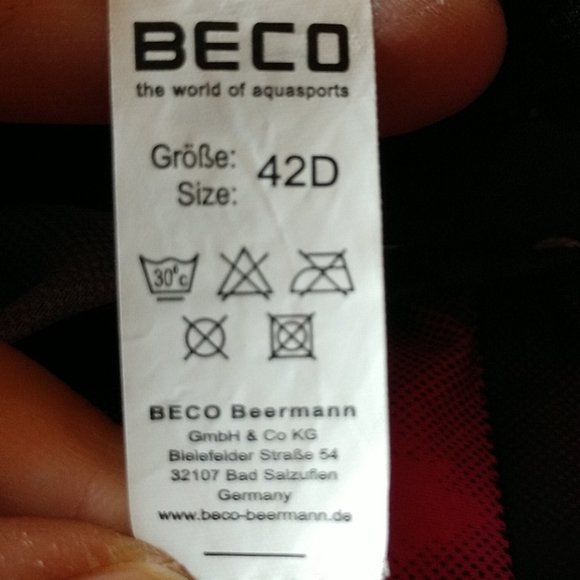 BECO
the world of aquasports
Größe: 42D
Size:
30°c
BECO Beermann
GmbH & Co KG
Bielefelder Straße 54
32107 Bad Salzuflen
Germany
www.beco-beermann.de